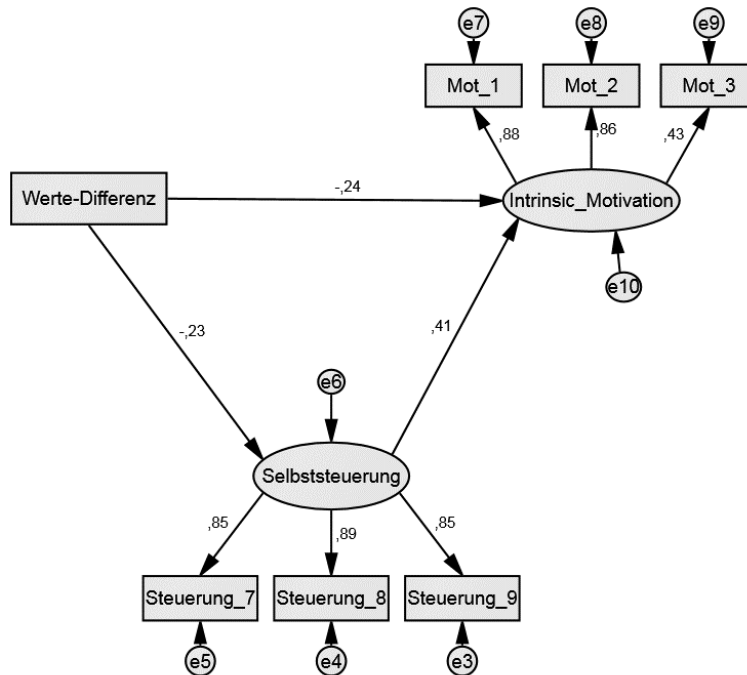 e7
e8
e9
Mot_1
Mot_2
Mot_3
,88
,86
,43
Werte-Differenz
-,24
Intrinsic_Motivation
e10
-,23
,41
e6
Selbststeuerung
,85
,89
,85
Steuerung_7
Steuerung_8
Steuerung_9
e5
e4
e3